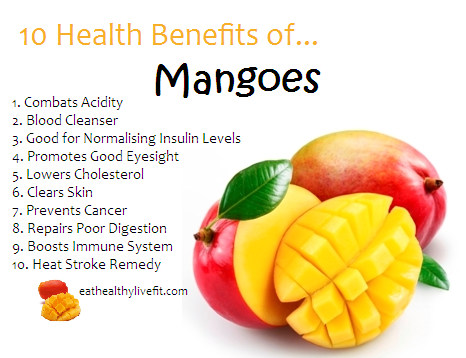 10 Health Benefits of...
Mangoes
1. Combats Acidity
2. Blood Cleanser
3. Good for Normalising Insulin Levels
4. Promotes Good Eyesight
5. Lowers Cholesterol
6. Clears Skin
7. Prevents Cancer
8. Repairs Poor Digestion
9. Boosts Immune System
10. Heat Stroke Remedy
eathealthylivefit.com